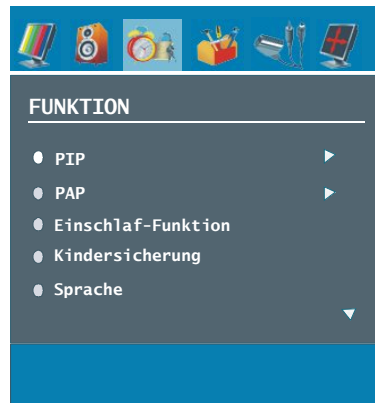 FUNKTION
PIP
PAP
Einschlaf-Funktion
Kindersicherung
Sprache